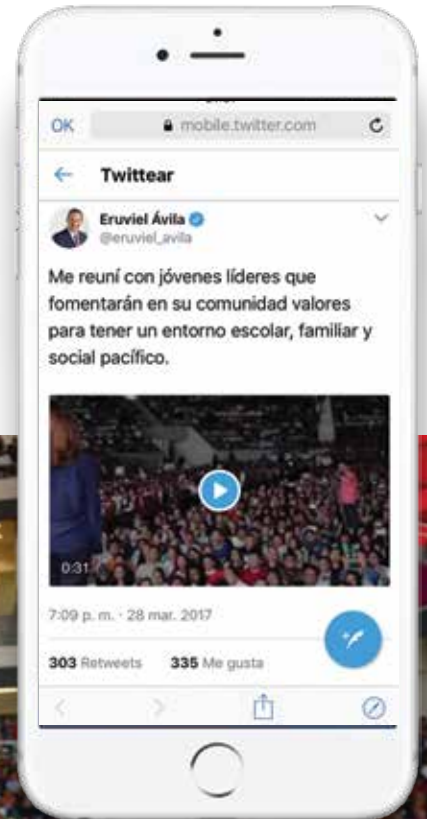 OK
mobile.twitter.com
Twittear
Eruviel Ávila
@eruviel_avila
Me reuní con jóvenes líderes que
fomentarán en su comunidad valores
para tener un entorno escolar, familiar y
social pacífico.
0:31
7:09 p. m. · 28 mar. 2017
303 Retweets 335 Me gusta